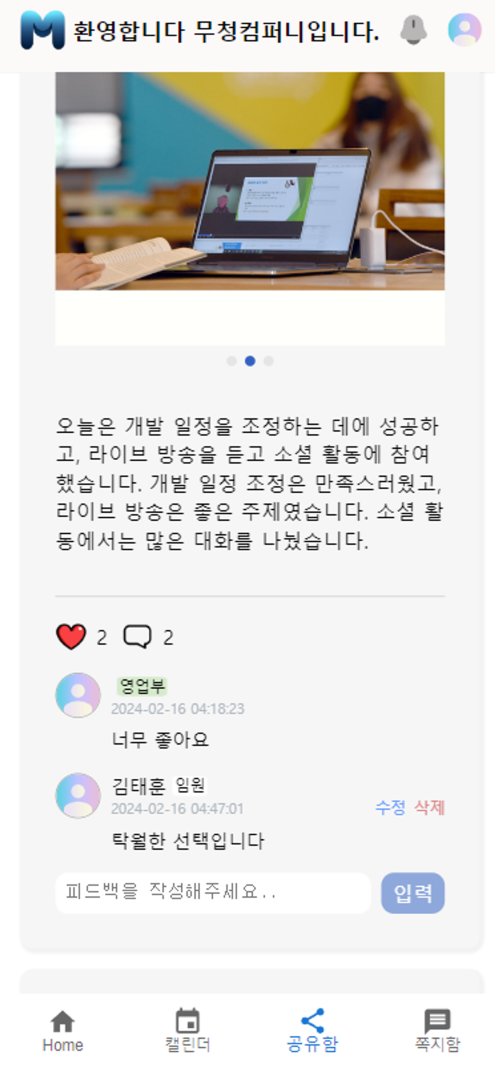 환영합니다 무청컴퍼니입니다.
오늘은 개발 일정을 조정하는 데에 성공하
고, 라이브 방송을 듣고 소셜 활동에 참여
했습니다. 개발 일정 조정은 만족스러웠고,
라이브 방송은 좋은 주제였습니다. 소셜 활
동에서는 많은 대화를 나눴습니다.
2 2
영업부
2024-02-16 04:18:23
너무 좋아요
김태훈 임원
2024-02-16 04:47:01 수정 삭제
탁월한 선택입니다
피드백을 작성해주세요..
입력
Home 캘린더 공유함 쪽지함